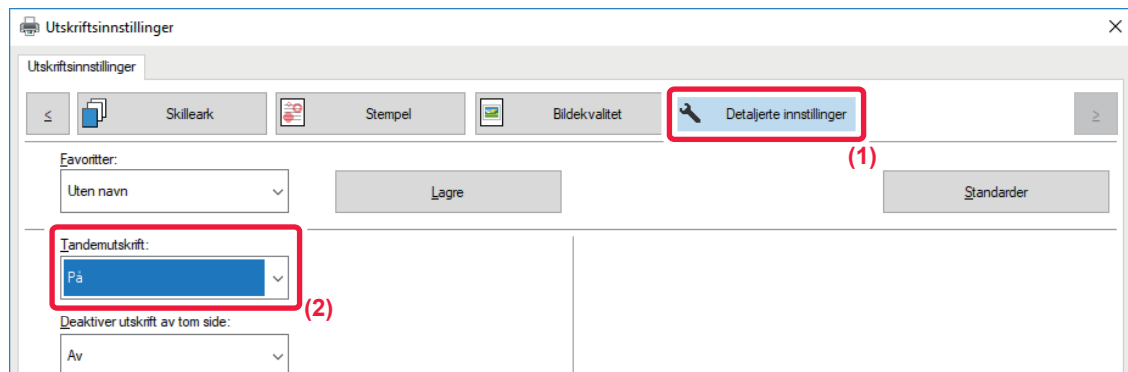 Utskriftsinnstillinger
Utskriftsinnstillinger
< Skilleark Stempel Bildekvalitet Detaljerte innstillinger >
(1)
Favoritter:
Uten navn Lagre Standarder
Tandemutskrift:
På
(2)
Deaktiver utskrift av tom side:
Av